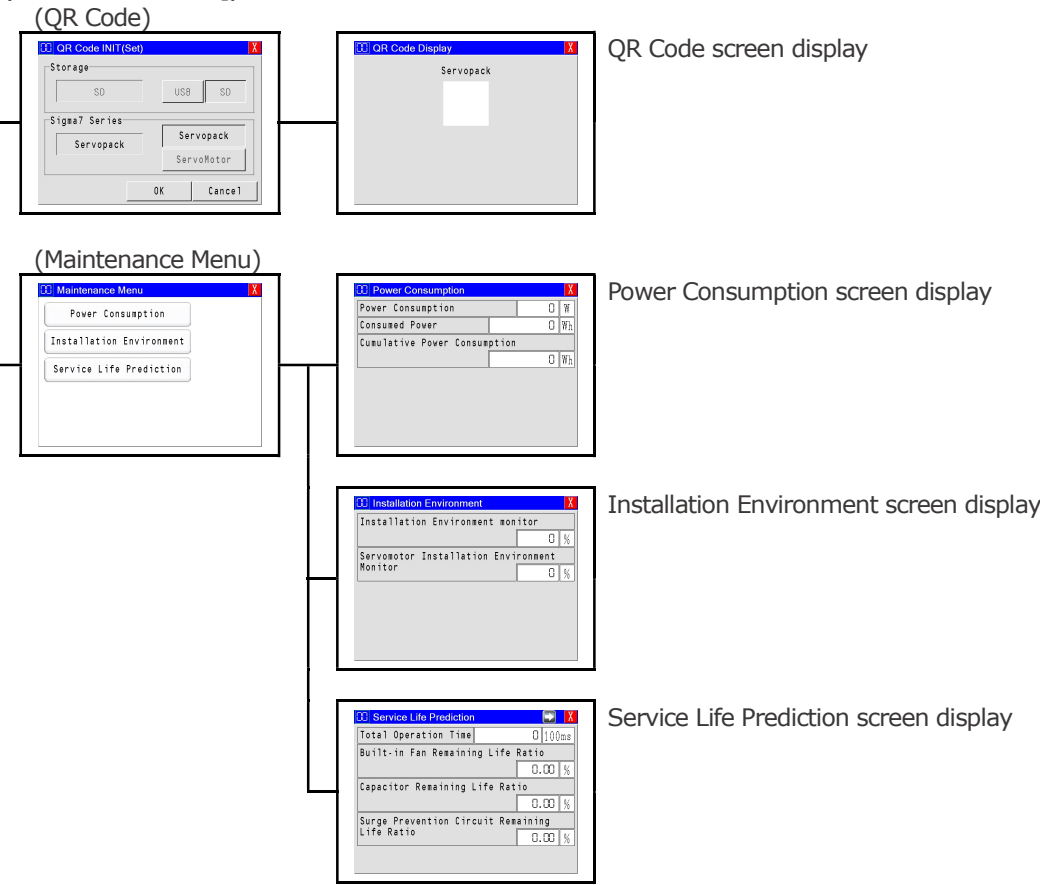 (QR Code)
QR Code INIT(Set) X
Storage
SD USB SD
Sigma7 Series
Servopack Servopack
ServoMotor
OK Cancel
QR Code Display X
Servopack
QR Code screen display
(Maintenance Menu)
Maintenance Menu X
Power Consumption
Installation Environment
Service Life Prediction
Power Consumption X
Power Consumption 0 W
Consumed Power 0 Wh
Cumulative Power Consumption
0 Wh
Power Consumption screen display
Installation Environment X
Installation Environment monitor
0 %
Servomotor Installation Environment
Monitor 0 %
Installation Environment screen display
Service Life Prediction X
Total Operation Time 0 100ms
Built-in Fan Remaining Life Ratio
0.00 %
Capacitor Remaining Life Ratio
0.00 %
Surge Prevention Circuit Remaining
Life Ratio 0.00 %
Service Life Prediction screen display